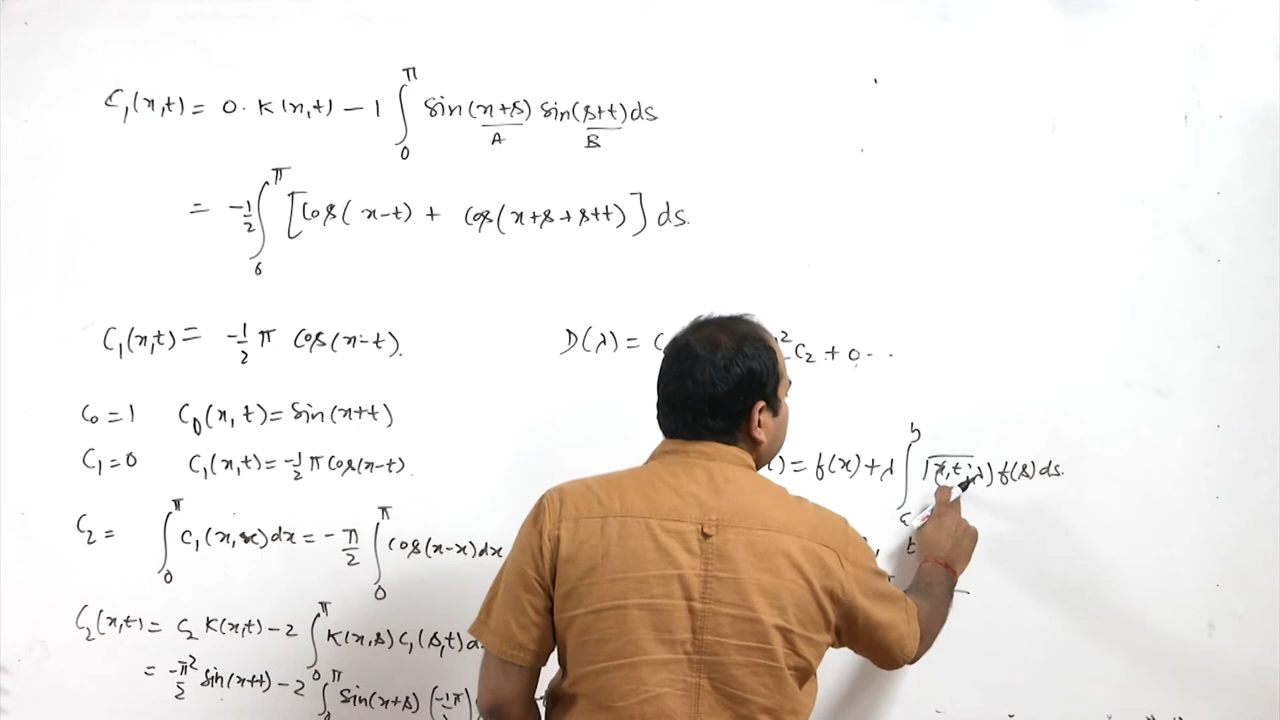 C₁(x,t) = 0. K(x,t) − 1 ∫₀^π sin(x+s) sin(s+t) ds
A B
= −1/2 ∫₀^π [cos(x−t) + cos(x+s+s+t)] ds.
C₁(x,t) = −1/2 π cos(x−t).
D(λ) = C
² C₂ + 0 ...
C₀ = 1 C₀(x,t) = sin(x+t)
C₁ = 0 C₁(x,t) = −1/2 π cos(x−t).
) = f(x) + λ ∫ᵇ Γ(x,t;λ) f(s) ds.
t
C₂ = ∫₀^π C₁(x,x) dx = −π/2 ∫₀^π cos(x−x) dx
C₂(x,t) = C₂ K(x,t) − 2 ∫₀^π K(x,s) C₁(s,t) d
= −π²/2 sin(x+t) − 2 ∫₀^π sin(x+s) (−1π/2)